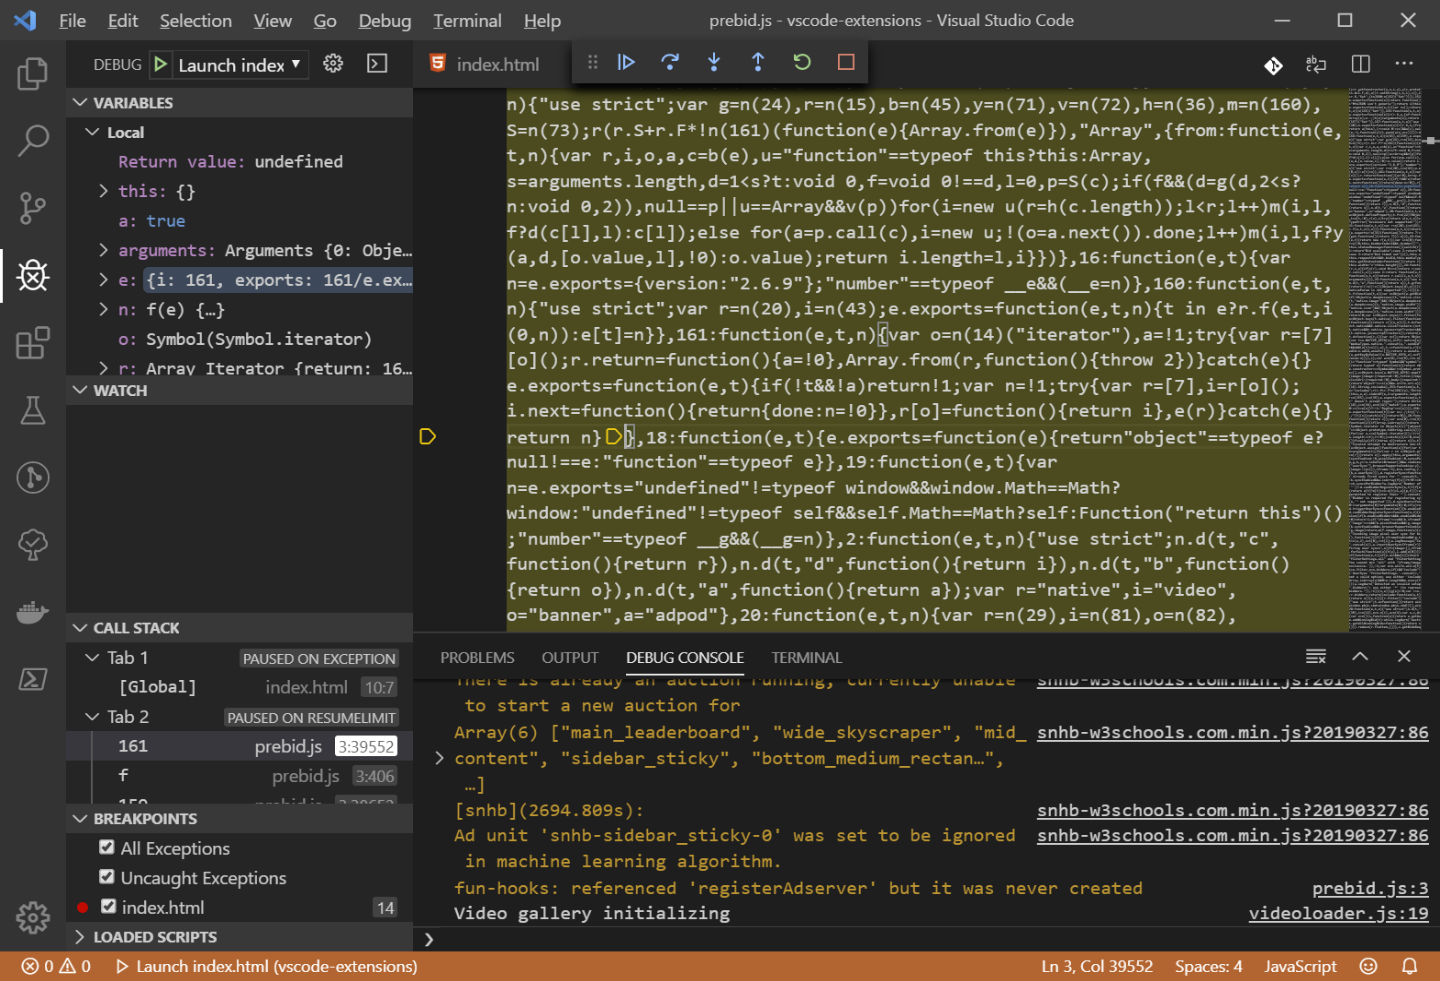 File Edit Selection View Go Debug Terminal Help prebid.js - vscode-extensions - Visual Studio Code
DEBUG Launch index index.html
VARIABLES
Local
Return value: undefined
this: {}
a: true
arguments: Arguments {0: Obje…
e: {i: 161, exports: 161/e.ex…
n: f(e) {…}
o: Symbol(Symbol.iterator)
r: Array Iterator {return: 16…
WATCH
CALL STACK
Tab 1 PAUSED ON EXCEPTION
[Global] index.html 10:7
Tab 2 PAUSED ON RESUMELIMIT
161 prebid.js 3:39552
f prebid.js 3:406
BREAKPOINTS
All Exceptions
Uncaught Exceptions
index.html 14
LOADED SCRIPTS
n){"use strict";var g=n(24),r=n(15),b=n(45),y=n(71),v=n(72),h=n(36),m=n(160),
S=n(73);r(r.S+r.F*!n(161)(function(e){Array.from(e)}),"Array",{from:function(e,
t,n){var r,i,o,a,c=b(e),u="function"==typeof this?this:Array,
s=arguments.length,d=1<s?t:void 0,f=void 0!==d,l=0,p=S(c);if(f&&(d=g(d,2<s?
n:void 0,2)),null==p||u==Array&&v(p))for(i=new u(r=h(c.length));l<r;l++)m(i,l,
f?d(c[l],l):c[l]);else for(a=p.call(c),i=new u;!(o=a.next()).done;l++)m(i,l,f?y
(a,d,[o.value,l],!0):o.value);return i.length=l,i}})},16:function(e,t){var
n=e.exports={version:"2.6.9"};"number"==typeof __e&&(__e=n)},160:function(e,t,
n){"use strict";var r=n(20),i=n(43);e.exports=function(e,t,n){t in e?r.f(e,t,i
(0,n)):e[t]=n}},161:function(e,t,n){var o=n(14)("iterator"),a=!1;try{var r=[7]
[o]();r.return=function(){a=!0},Array.from(r,function(){throw 2})}catch(e){}
e.exports=function(e,t){if(!t&&!a)return!1;var n=!1;try{var r=[7],i=r[o]();
i.next=function(){return{done:n=!0}},r[o]=function(){return i},e(r)}catch(e){}
return n}},18:function(e,t){e.exports=function(e){return"object"==typeof e?
null!==e:"function"==typeof e}},19:function(e,t){var
n=e.exports="undefined"!=typeof window&&window.Math==Math?
window:"undefined"!=typeof self&&self.Math==Math?self:Function("return this")()
;"number"==typeof __g&&(__g=n)},2:function(e,t,n){"use strict";n.d(t,"c",
function(){return r}),n.d(t,"d",function(){return i}),n.d(t,"b",function()
{return o}),n.d(t,"a",function(){return a});var r="native",i="video",
o="banner",a="adpod"},20:function(e,t,n){var r=n(29),i=n(81),o=n(82),
PROBLEMS OUTPUT DEBUG CONSOLE TERMINAL
There is already an auction running, currently unable snhb-w3schools.com.min.js?20190327:86
to start a new auction for
Array(6) ["main_leaderboard", "wide_skyscraper", "mid_ snhb-w3schools.com.min.js?20190327:86
content", "sidebar_sticky", "bottom_medium_rectan…",
…]
[snhb](2694.809s): snhb-w3schools.com.min.js?20190327:86
Ad unit 'snhb-sidebar_sticky-0' was set to be ignored snhb-w3schools.com.min.js?20190327:86
in machine learning algorithm.
fun-hooks: referenced 'registerAdserver' but it was never created prebid.js:3
Video gallery initializing videoloader.js:19
0 0 Launch index.html (vscode-extensions) Ln 3, Col 39552 Spaces: 4 JavaScript